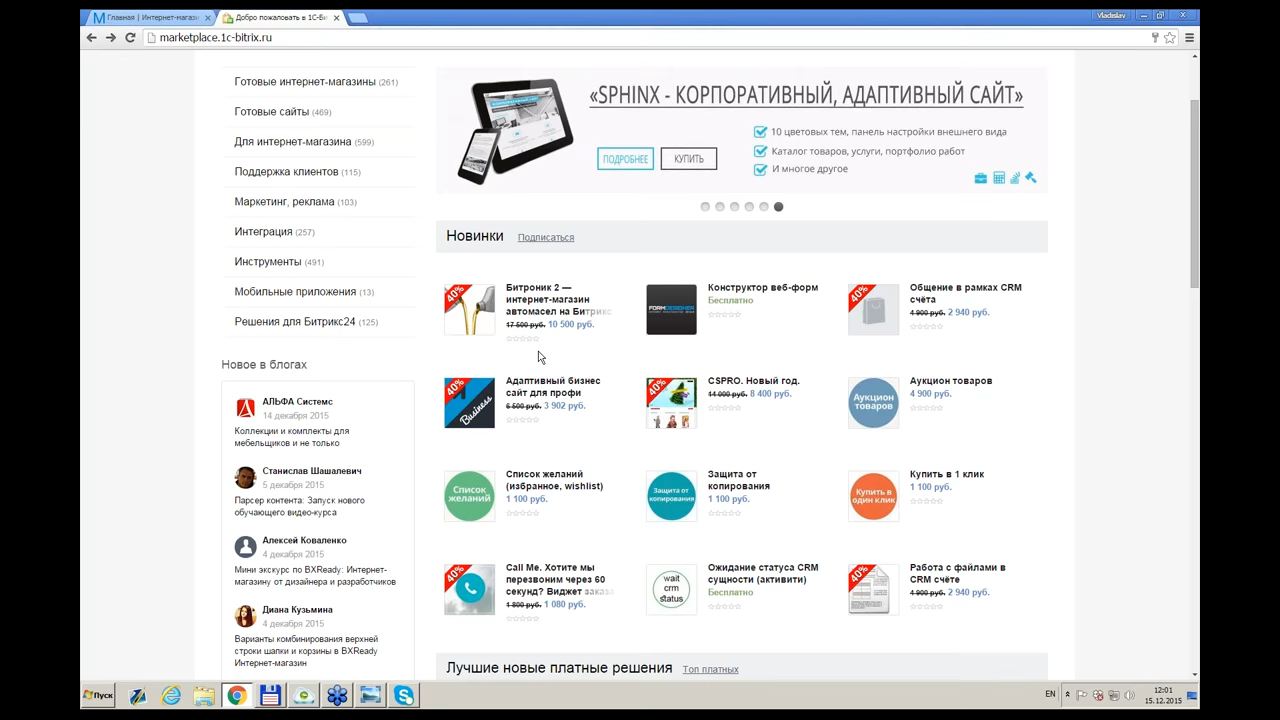 Главная | Интернет-магази
Добро пожаловать в 1С-Би
Vladislav
marketplace.1c-bitrix.ru
Готовые интернет-магазины (261)
Готовые сайты (469)
Для интернет-магазина (599)
Поддержка клиентов (115)
Маркетинг, реклама (103)
Интеграция (257)
Инструменты (491)
Мобильные приложения (13)
Решения для Битрикс24 (125)
Новое в блогах
АЛЬФА Системс
14 декабря 2015
Коллекции и комплекты для
мебельщиков и не только
Станислав Шашалевич
5 декабря 2015
Парсер контента: Запуск нового
обучающего видео-курса
Алексей Коваленко
4 декабря 2015
Мини экскурс по BXReady: Интернет-
магазину от дизайнера и разработчиков
Диана Кузьмина
4 декабря 2015
Варианты комбинирования верхней
строки шапки и корзины в BXReady
Интернет-магазин
«SPHINX - КОРПОРАТИВНЫЙ, АДАПТИВНЫЙ САЙТ»
ПОДРОБНЕЕ
КУПИТЬ
10 цветовых тем, панель настройки внешнего вида
Каталог товаров, услуги, портфолио работ
И многое другое
Новинки Подписаться
40%
Битроник 2 —
интернет-магазин
автомасел на Битрикс
17 500 руб. 10 500 руб.
FORMDESIGNER
Конструктор веб-форм
Бесплатно
40%
Общение в рамках CRM
счёта
4 900 руб. 2 940 руб.
40%
Business
Адаптивный бизнес
сайт для профи
6 500 руб. 3 902 руб.
40%
CSPRO. Новый год.
14 000 руб. 8 400 руб.
Аукцион
товаров
Аукцион товаров
4 900 руб.
Список
желаний
Список желаний
(избранное, wishlist)
1 100 руб.
Защита от
копирования
Защита от
копирования
1 100 руб.
Купить в
один клик
Купить в 1 клик
1 100 руб.
40%
Call Me. Хотите мы
перезвоним через 60
секунд? Виджет заказа
1 800 руб. 1 080 руб.
wait
crm
status
Ожидание статуса CRM
сущности (активити)
Бесплатно
40%
Работа с файлами в
CRM счёте
4 900 руб. 2 940 руб.
Лучшие новые платные решения Топ платных
Пуск
EN
12:01
15.12.2015